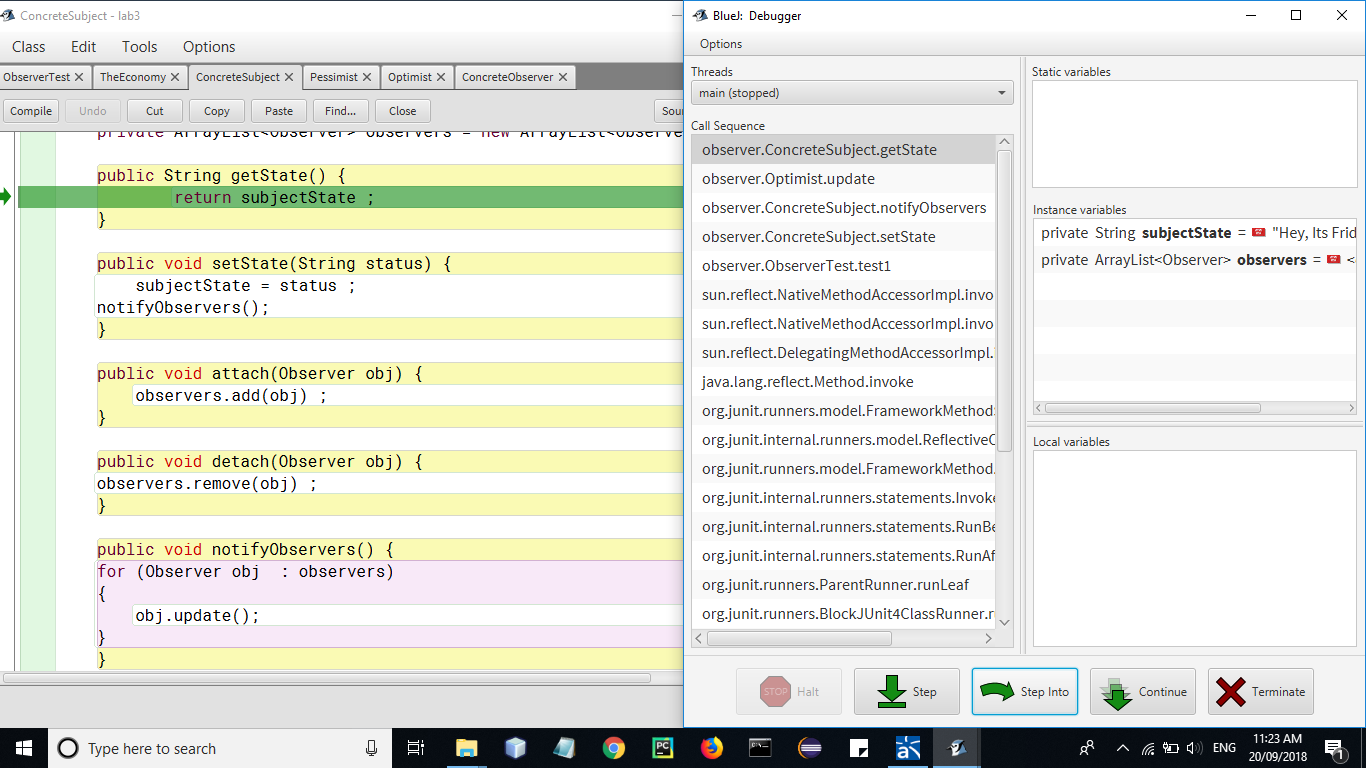 ConcreteSubject - lab3
Class Edit Tools Options
ObserverTest TheEconomy ConcreteSubject Pessimist Optimist ConcreteObserver
Compile Undo Cut Copy Paste Find... Close Sou
private ArrayList<Observer> observers = new ArrayList<Observe
public String getState() {
return subjectState ;
}
public void setState(String status) {
subjectState = status ;
notifyObservers();
}
public void attach(Observer obj) {
observers.add(obj) ;
}
public void detach(Observer obj) {
observers.remove(obj) ;
}
public void notifyObservers() {
for (Observer obj  : observers)
{
obj.update();
}
}
BlueJ: Debugger
Options
Threads
main (stopped)
Call Sequence
observer.ConcreteSubject.getState
observer.Optimist.update
observer.ConcreteSubject.notifyObservers
observer.ConcreteSubject.setState
observer.ObserverTest.test1
sun.reflect.NativeMethodAccessorImpl.invo
sun.reflect.NativeMethodAccessorImpl.invo
sun.reflect.DelegatingMethodAccessorImpl.
java.lang.reflect.Method.invoke
org.junit.runners.model.FrameworkMethod
org.junit.internal.runners.model.ReflectiveC
org.junit.runners.model.FrameworkMethod.
org.junit.internal.runners.statements.Invoke
org.junit.internal.runners.statements.RunBe
org.junit.internal.runners.statements.RunAf
org.junit.runners.ParentRunner.runLeaf
org.junit.runners.BlockJUnit4ClassRunner.r
Static variables
Instance variables
private String subjectState = "Hey, Its Frid
private ArrayList<Observer> observers = <
Local variables
STOP Halt Step Step Into Continue Terminate
Type here to search
PC
ENG
11:23 AM
20/09/2018
1